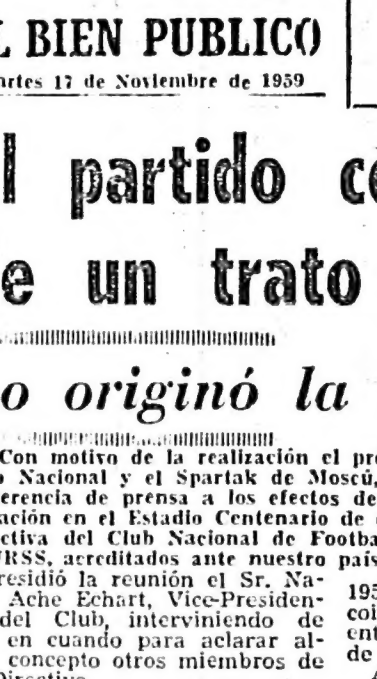 L BIEN PUBLICO
artes 17 de Noviembre de 1959
l partido c
e un trato
o originó la
Con motivo de la realización el pr
o Nacional y el Spartak de Moscú,
erencia de prensa a los efectos de
ación en el Estadio Centenario de
ctiva del Club Nacional de Footba
URSS, acreditados ante nuestro país
residió la reunión el Sr. Na-
Ache Echart, Vice-Presiden-
del Club, interviniendo de
en cuando para aclarar al-
concepto otros miembros de
Directiva
195
coi
ent
de